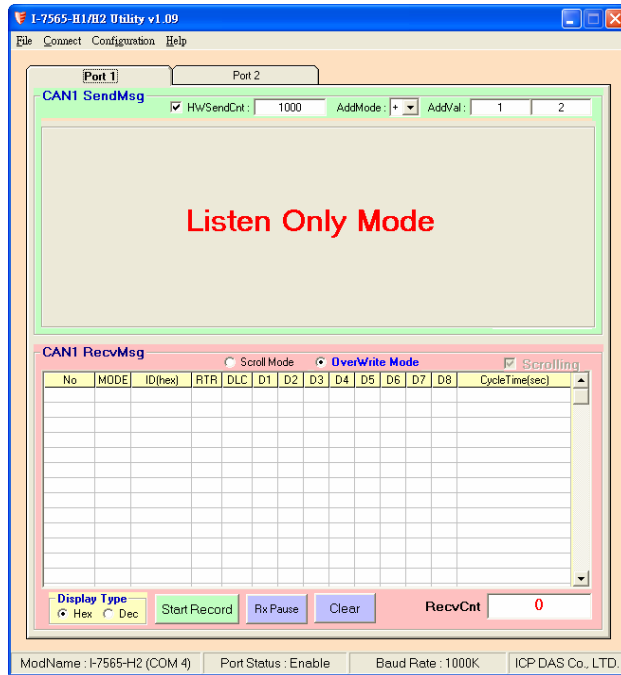 I-7565-H1/H2 Utility v1.09
File Connect Configuration Help
Port 1 Port 2
CAN1 SendMsg
HWSendCnt : 1000 AddMode : + AddVal : 1 2
Listen Only Mode
CAN1 RecvMsg
Scroll Mode OverWrite Mode Scrolling
No MODE ID(hex) RTR DLC D1 D2 D3 D4 D5 D6 D7 D8 CycleTime(sec)
Display Type
Hex Dec Start Record Rx Pause Clear RecvCnt 0
ModName : I-7565-H2 (COM 4) Port Status : Enable Baud Rate : 1000K ICP DAS Co., LTD.